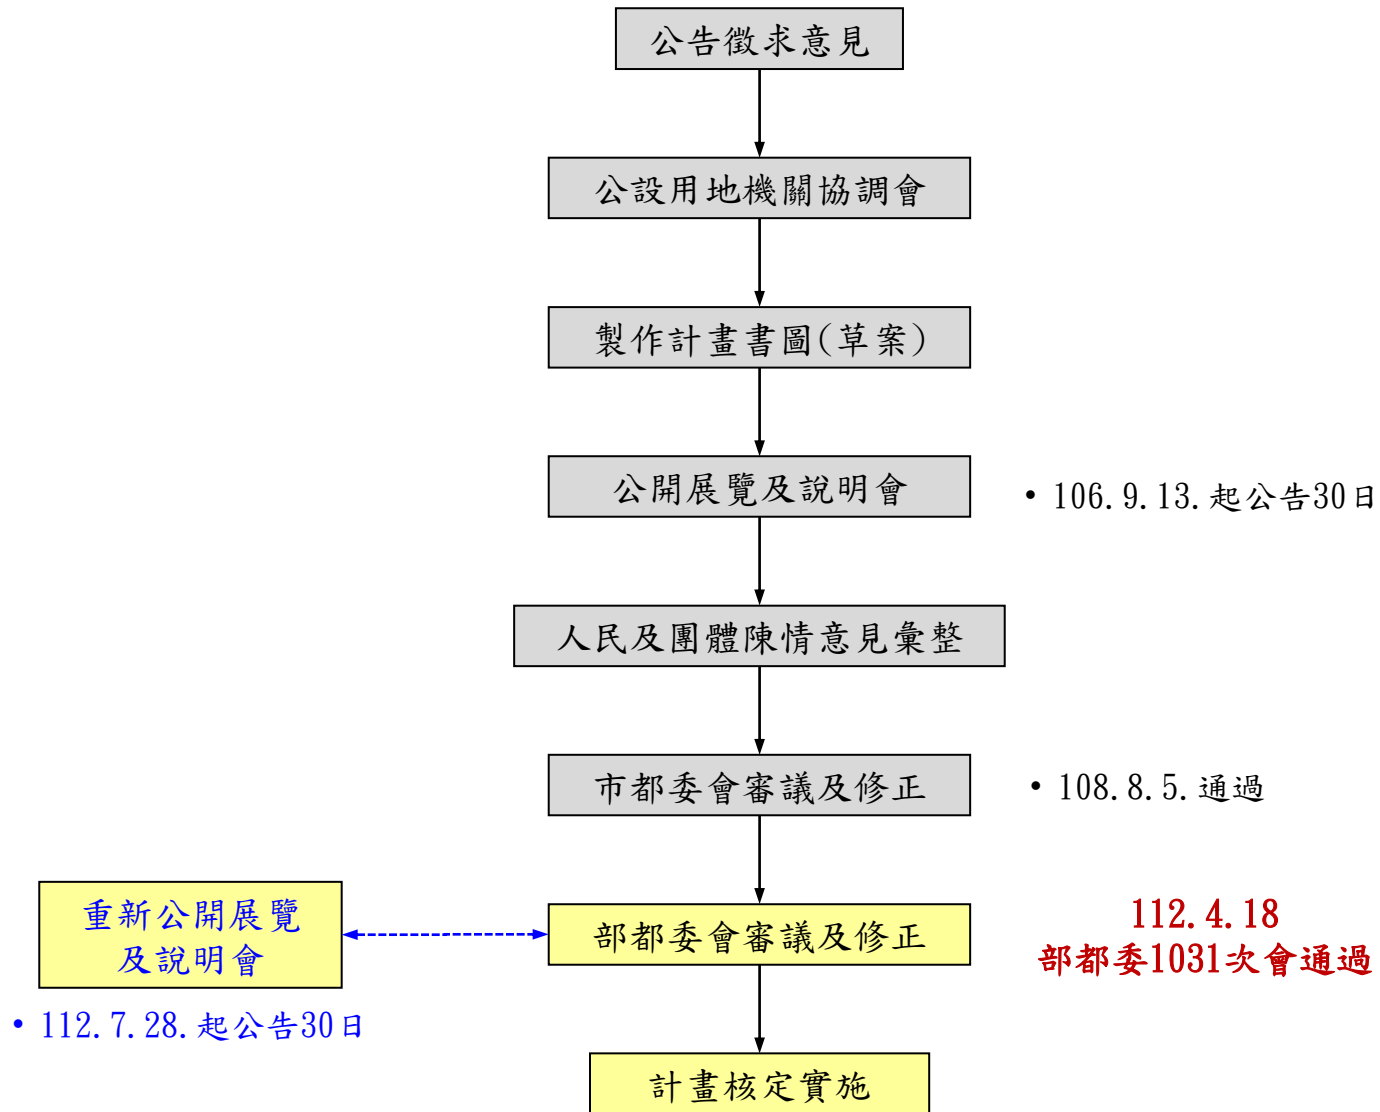 公告徵求意見
公設用地機關協調會
製作計畫書圖(草案)
公開展覽及說明會
• 106.9.13.起公告30日
人民及團體陳情意見彙整
市都委會審議及修正
• 108.8.5.通過
重新公開展覽
及說明會
• 112.7.28.起公告30日
部都委會審議及修正
112.4.18
部都委1031次會通過
計畫核定實施